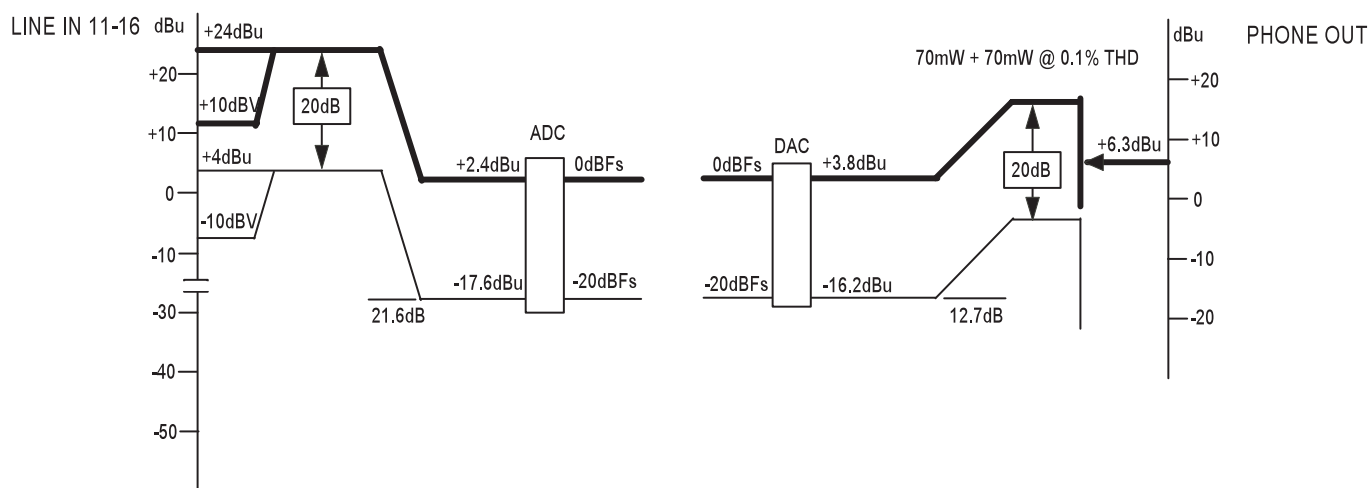 LINE IN 11-16
dBu
+24dBu
+20
+10dBV
+10
+4dBu
0
-10dBV
-10
-30
-40
-50
20dB
21.6dB
+2.4dBu
-17.6dBu
ADC
0dBFs
-20dBFs
0dBFs
-20dBFs
DAC
+3.8dBu
-16.2dBu
70mW + 70mW @ 0.1% THD
20dB
12.7dB
+6.3dBu
dBu
PHONE OUT
+20
+10
0
-10
-20